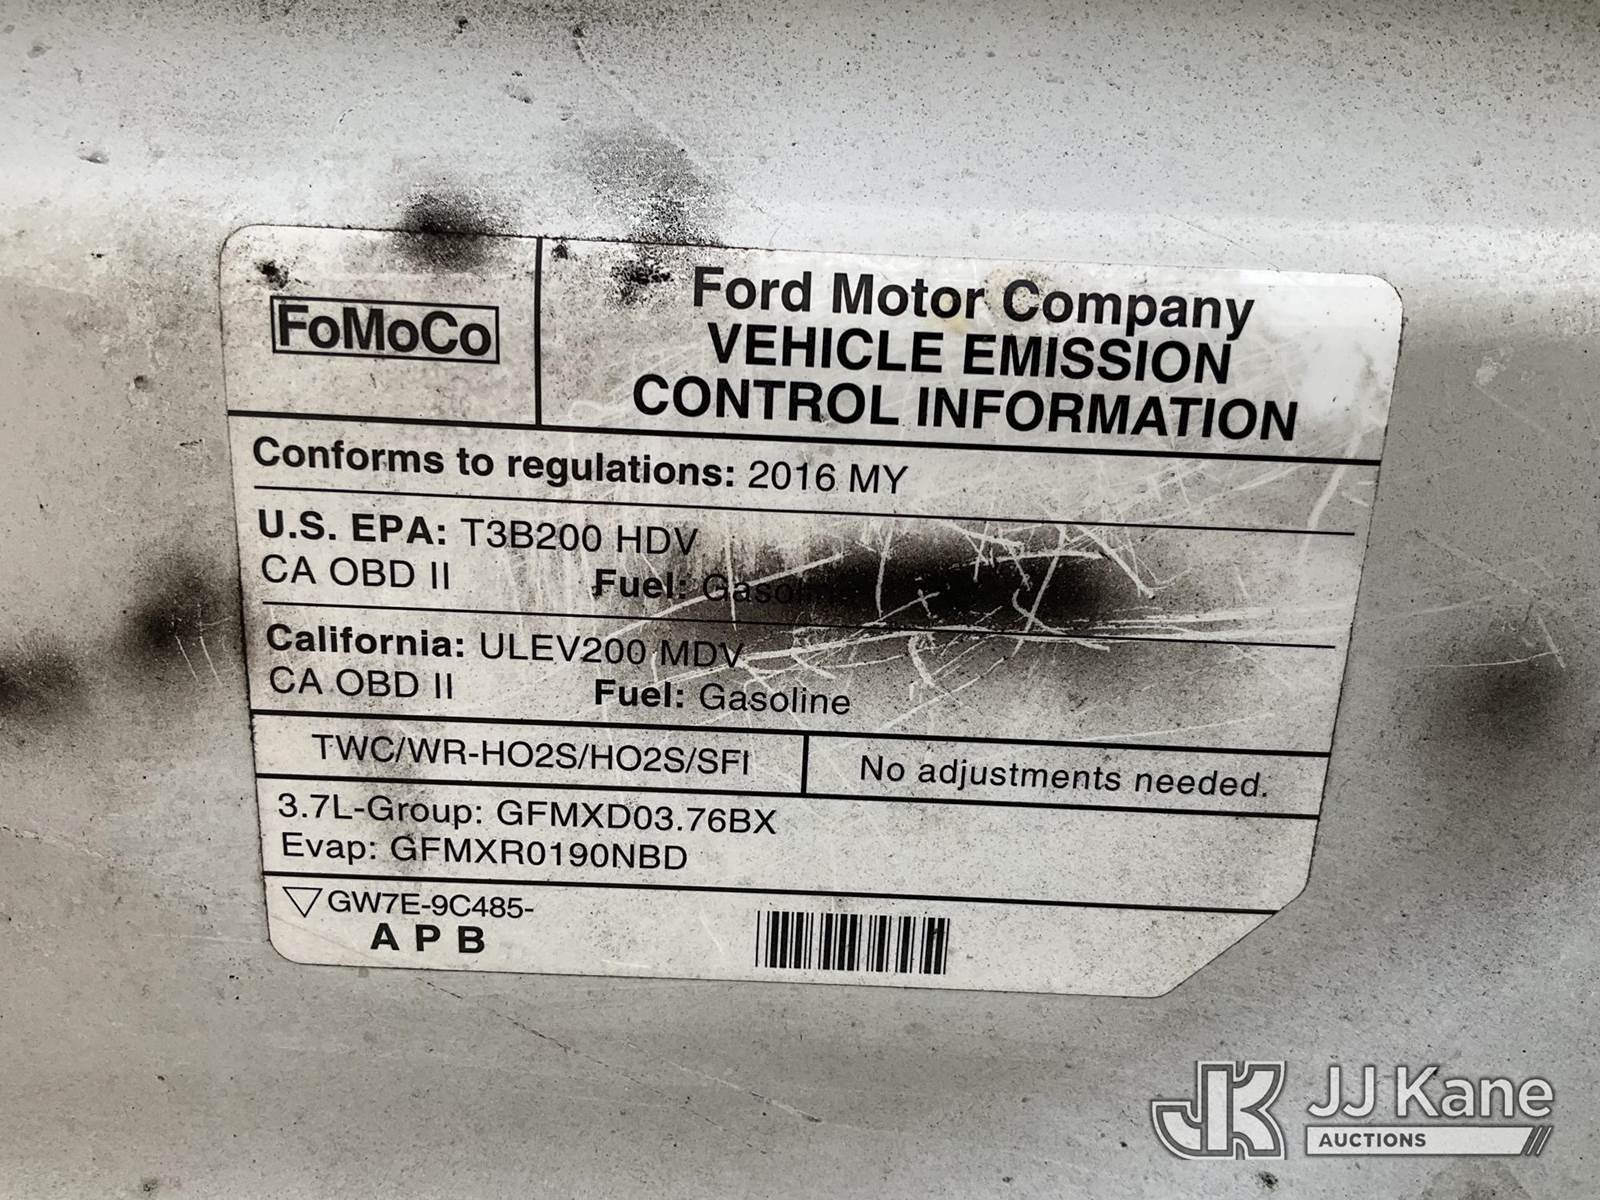 FoMoCo
Ford Motor Company
VEHICLE EMISSION
CONTROL INFORMATION
Conforms to regulations: 2016 MY
U.S. EPA: T3B200 HDV
CA OBD II Fuel: Gasoline
California: ULEV200 MDV
CA OBD II Fuel: Gasoline
TWC/WR-HO2S/HO2S/SFI
No adjustments needed.
3.7L-Group: GFMXD03.76BX
Evap: GFMXR0190NBD
GW7E-9C485-
A P B
JK JJ Kane
AUCTIONS